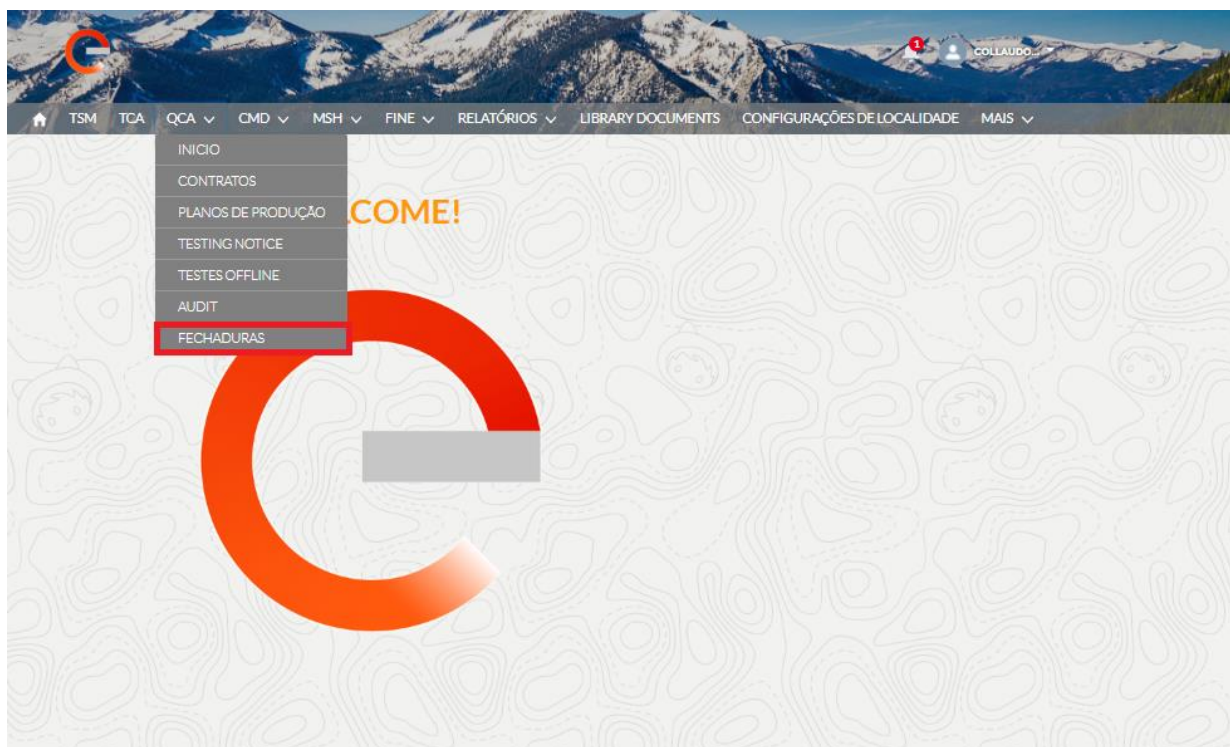 1
COLLAUDO...
TSM TCA QCA CMD MSH FINE RELATÓRIOS LIBRARY DOCUMENTS CONFIGURAÇÕES DE LOCALIDADE MAIS
INICIO
CONTRATOS
PLANOS DE PRODUÇÃO
TESTING NOTICE
TESTES OFFLINE
AUDIT
FECHADURAS
COME!